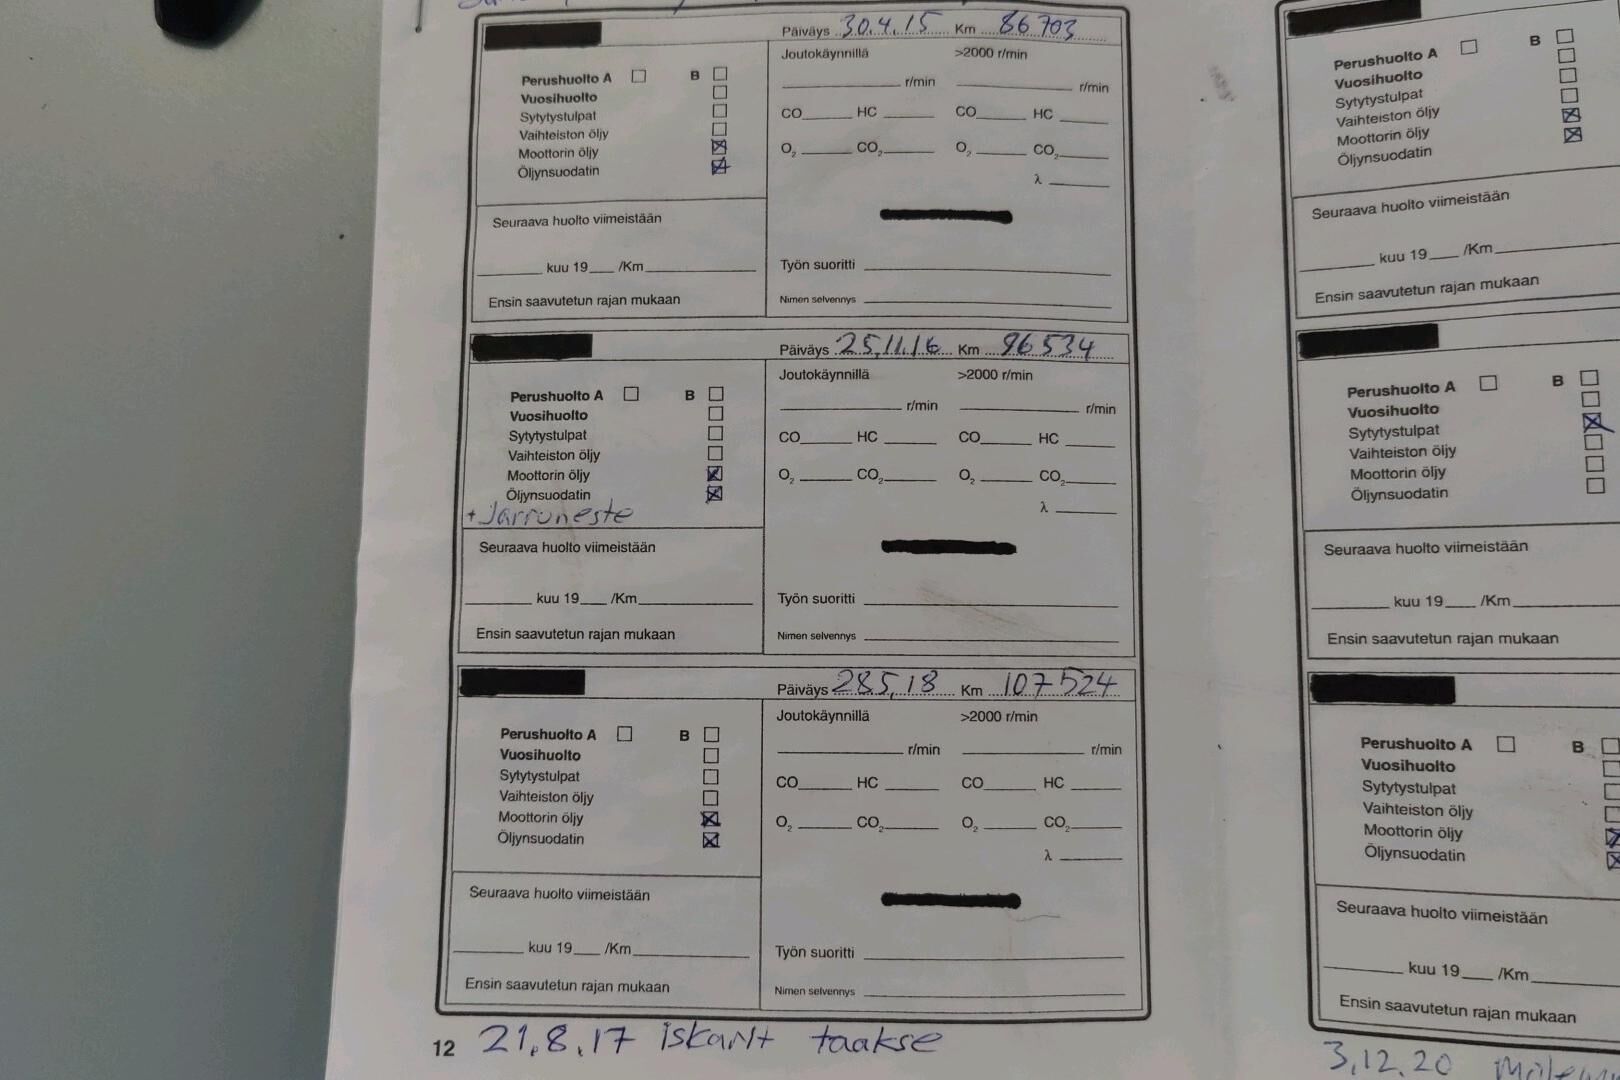 Päiväys 30.4.15 Km 86703
Perushuolto A B
Vuosihuolto
Sytytystulpat
Vaihteiston öljy
Moottorin öljy
Öljynsuodatin
Joutokäynnillä >2000 r/min
r/min r/min
CO HC CO HC
O2 CO2 O2 CO2
λ
Seuraava huolto viimeistään
kuu 19 /Km
Ensin saavutetun rajan mukaan
Työn suoritti
Nimen selvennys
Päiväys 25.11.16 Km 96534
Perushuolto A B
Vuosihuolto
Sytytystulpat
Vaihteiston öljy
Moottorin öljy
Öljynsuodatin
+ Jarruneste
Joutokäynnillä >2000 r/min
r/min r/min
CO HC CO HC
O2 CO2 O2 CO2
λ
Seuraava huolto viimeistään
kuu 19 /Km
Ensin saavutetun rajan mukaan
Työn suoritti
Nimen selvennys
Päiväys 28.5.18 Km 107524
Perushuolto A B
Vuosihuolto
Sytytystulpat
Vaihteiston öljy
Moottorin öljy
Öljynsuodatin
Joutokäynnillä >2000 r/min
r/min r/min
CO HC CO HC
O2 CO2 O2 CO2
λ
Seuraava huolto viimeistään
kuu 19 /Km
Ensin saavutetun rajan mukaan
Työn suoritti
Nimen selvennys
12 21.8.17 iskarit taakse
Perushuolto A B
Vuosihuolto
Sytytystulpat
Vaihteiston öljy
Moottorin öljy
Öljynsuodatin
Seuraava huolto viimeistään
kuu 19 /Km
Ensin saavutetun rajan mukaan
Perushuolto A B
Vuosihuolto
Sytytystulpat
Vaihteiston öljy
Moottorin öljy
Öljynsuodatin
Seuraava huolto viimeistään
kuu 19 /Km
Ensin saavutetun rajan mukaan
Perushuolto A B
Vuosihuolto
Sytytystulpat
Vaihteiston öljy
Moottorin öljy
Öljynsuodatin
Seuraava huolto viimeistään
kuu 19 /Km
Ensin saavutetun rajan mukaan
3.12.20